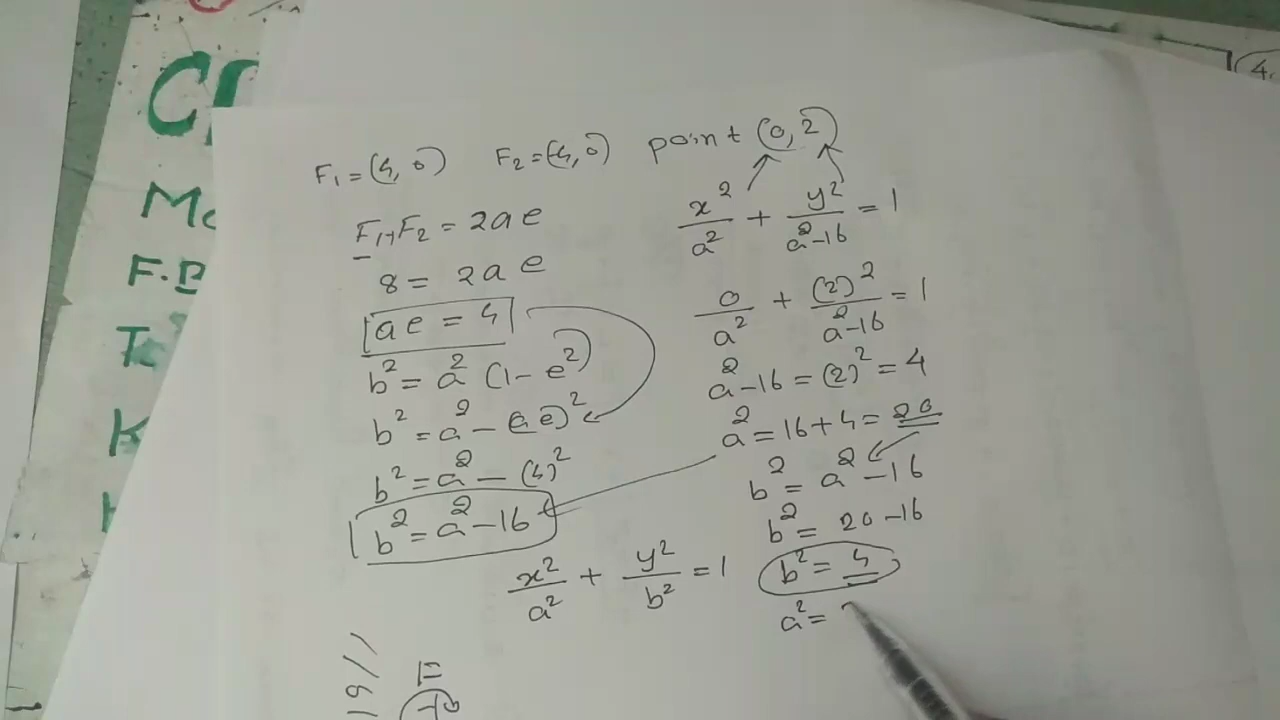 F₁ = (4, 0) F₂ = (-4, 0) point (0, 2)
F₁, F₂ = 2ae
8 = 2ae
ae = 4
b² = a² (1 - e²)
b² = a² - (ae)²
b² = a² - (4)²
b² = a² - 16
x²/a² + y²/b² = 1
x²/a² + y²/a²-16 = 1
0/a² + (2)²/a²-16 = 1
a² - 16 = (2)² = 4
a² = 16 + 4 = 20
b² = a² - 16
b² = 20 - 16
b² = 4
a² =
F.B